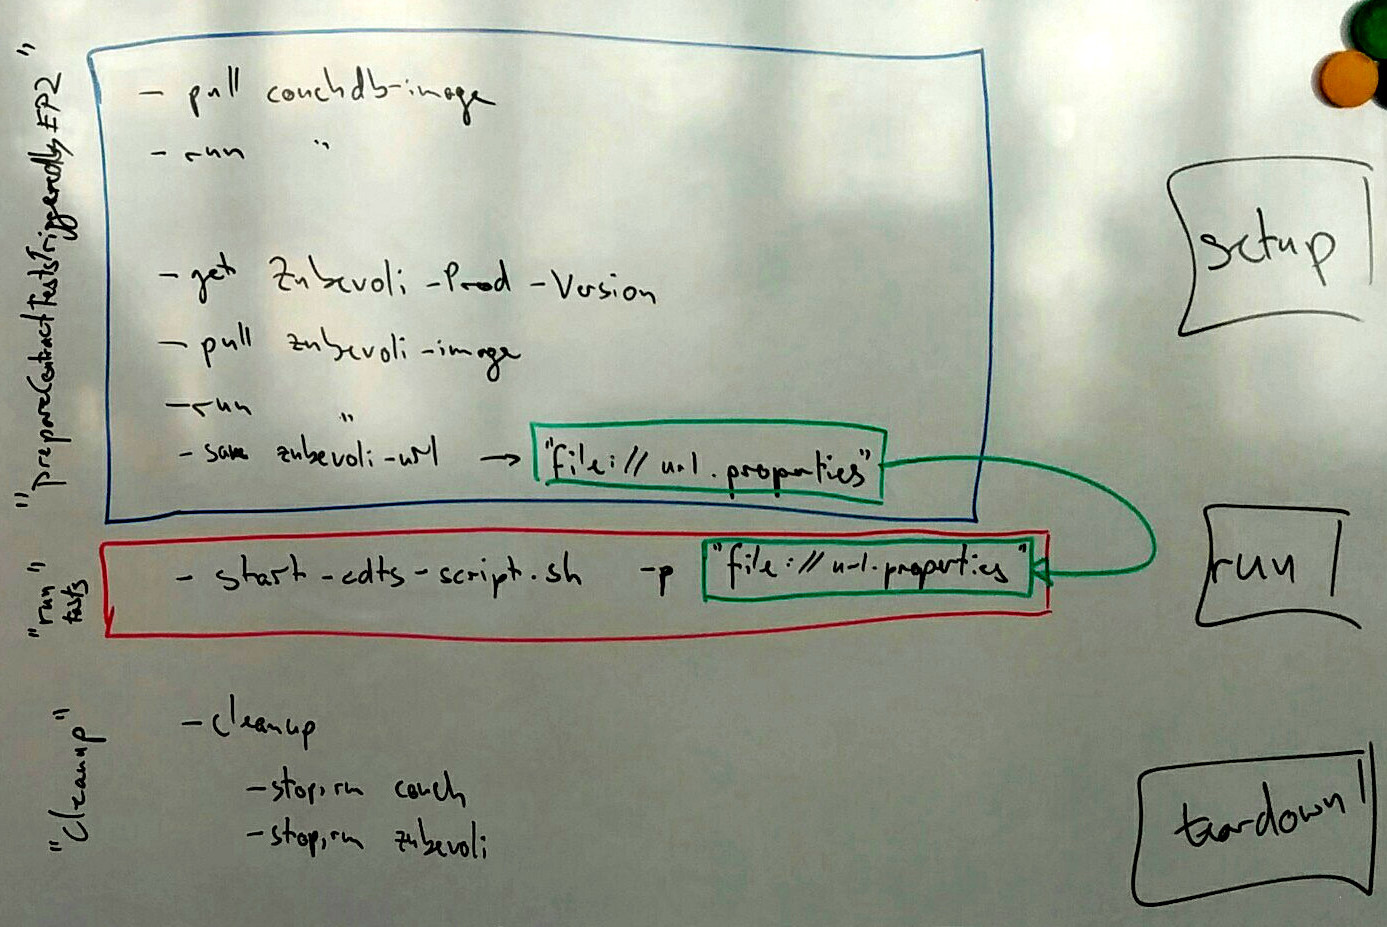 "prepareContractTestsTriggeredByEP2"
- pull couchdb-image
- run "
- get Zubevoli-Prod-Version
- pull zubevoli-image
- run "
- save zubevoli-url → "file://url.properties"
setup
"run tests"
- start-cdts-script.sh -p "file://url.properties"
run
"Cleanup"
- cleanup
- stop, rm couch
- stop, rm zubevoli
teardown